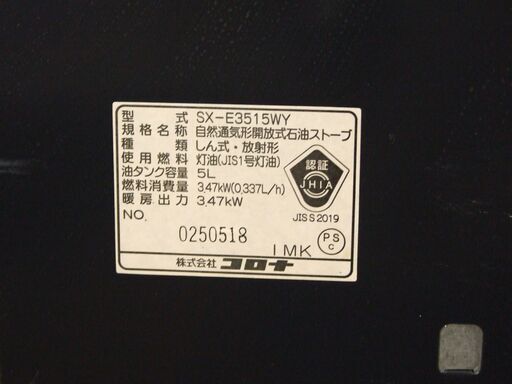 型式 SX-E3515WY
規格名称 自然通気形開放式石油ストーブ
種類 しん式・放射形
使用燃料 灯油(JIS1号灯油)
油タンク容量 5L
燃料消費量 3.47kW(0.337L/h)
暖房出力 3.47kW
NO.
0250518
1MK
認証
JHIA
JIS S 2019
PS
C
株式会社 コロナ